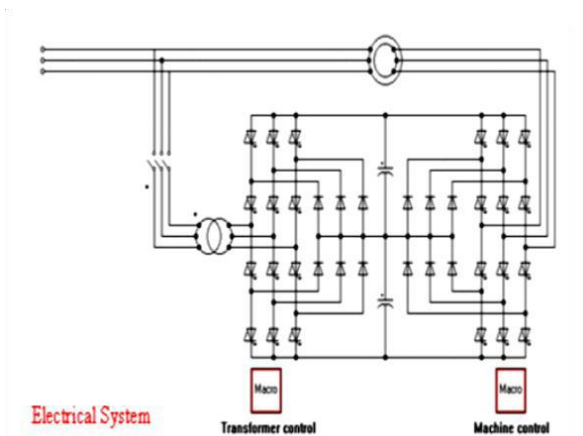 Macro
Macro
Electrical System
Transformer control
Machine control